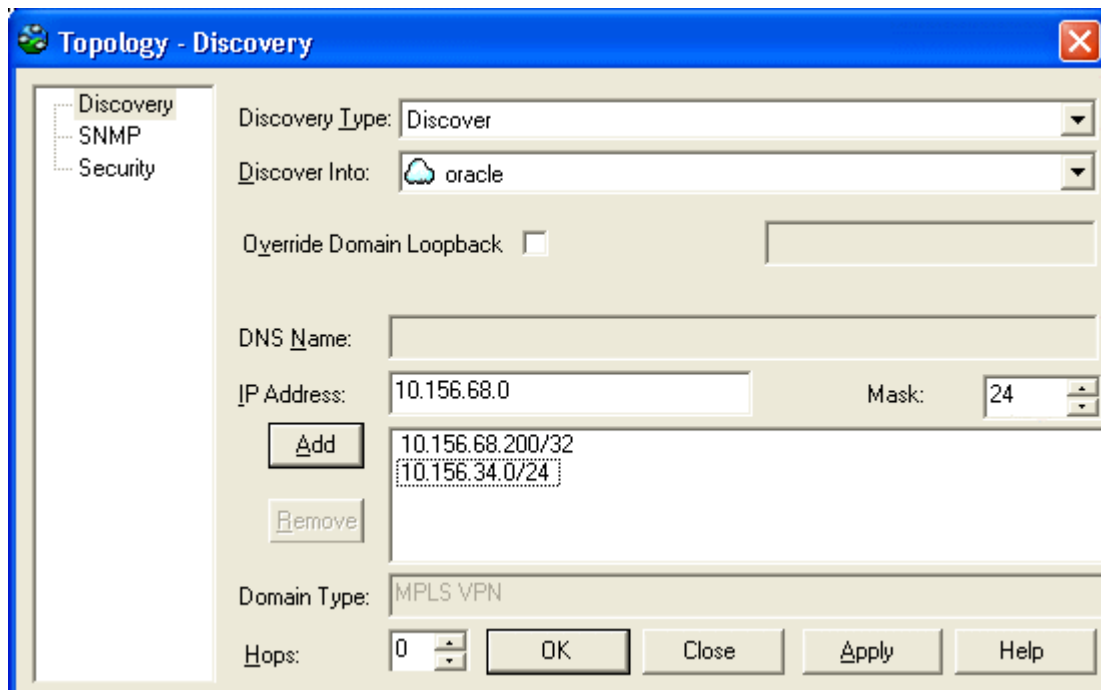 Topology - Discovery
Discovery
SNMP
Security
Discovery Type: Discover
Discover Into: oracle
Override Domain Loopback
DNS Name:
IP Address: 10.156.68.0 Mask: 24
Add
10.156.68.200/32
10.156.34.0/24
Remove
Domain Type: MPLS VPN
Hops: 0 OK Close Apply Help